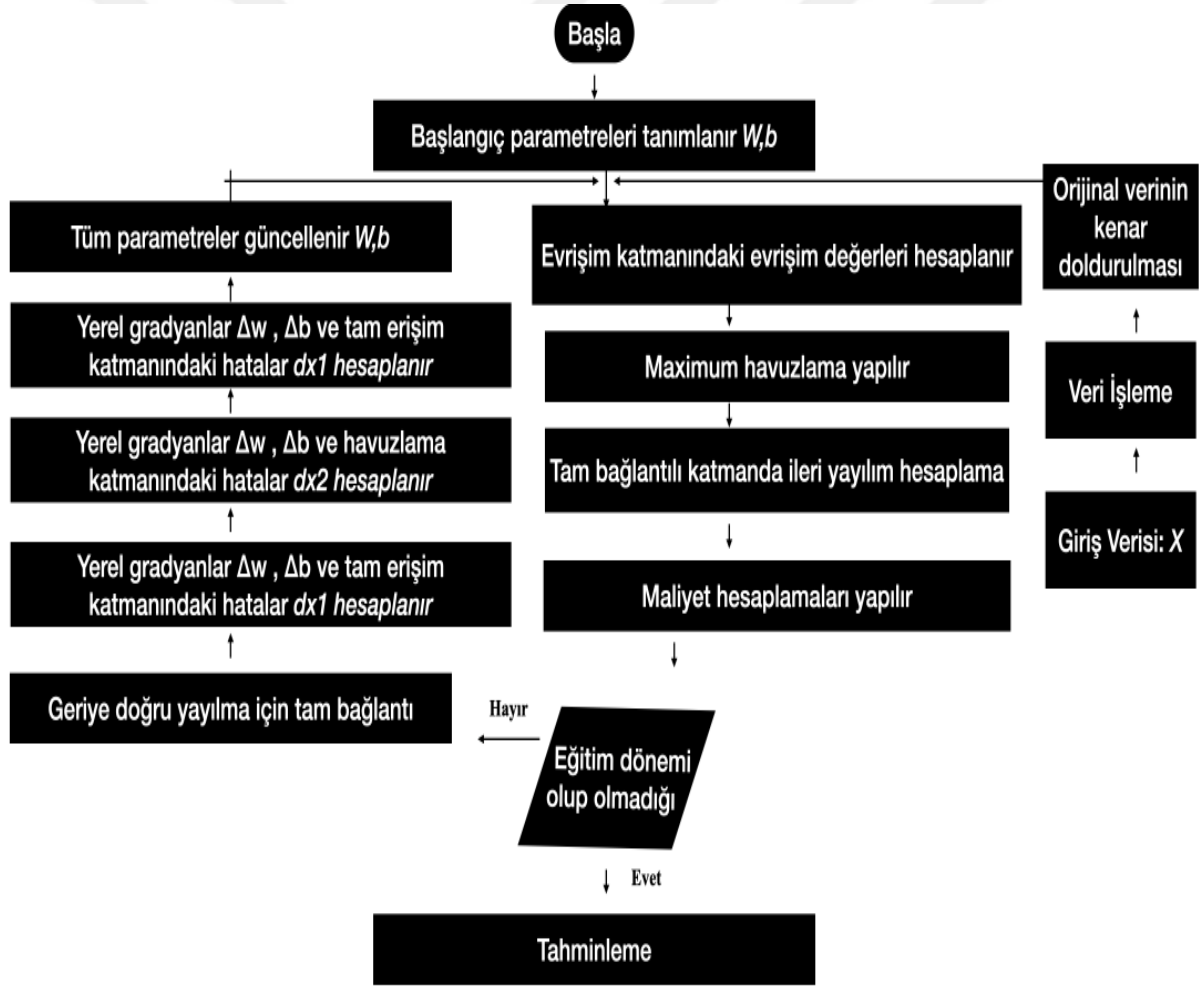 Başla
Başlangıç parametreleri tanımlanır W,b
Tüm parametreler güncellenir W,b
Yerel gradyanlar Δw , Δb ve tam erişim
katmanındaki hatalar dx1 hesaplanır
Yerel gradyanlar Δw , Δb ve havuzlama
katmanındaki hatalar dx2 hesaplanır
Yerel gradyanlar Δw , Δb ve tam erişim
katmanındaki hatalar dx1 hesaplanır
Geriye doğru yayılma için tam bağlantı
Evrişim katmanındaki evrişim değerleri hesaplanır
Maximum havuzlama yapılır
Tam bağlantılı katmanda ileri yayılım hesaplama
Maliyet hesaplamaları yapılır
Orijinal verinin
kenar
doldurulması
Veri İşleme
Giriş Verisi: X
Hayır
Eğitim dönemi
olup olmadığı
Evet
Tahminleme